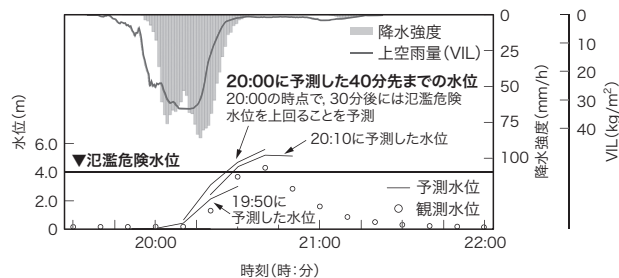 0
25
50
75
100
降水強度(mm/h)
0
10
20
30
40
VIL(kg/m²)
降水強度
上空雨量(VIL)
20:00に予測した40分先までの水位
20:00の時点で,30分後には氾濫危険
水位を上回ることを予測
20:10に予測した水位
水位(m)
6.0
4.0
2.0
0
▼氾濫危険水位
19:50に
予測した水位
予測水位
観測水位
20:00
21:00
22:00
時刻(時:分)